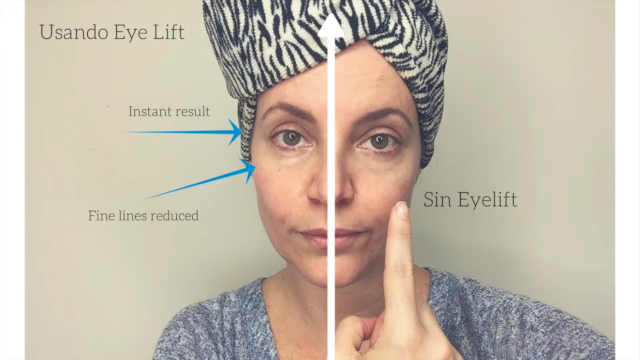 Usando Eye Lift
Instant result
Fine lines reduced
Sin Eyelift